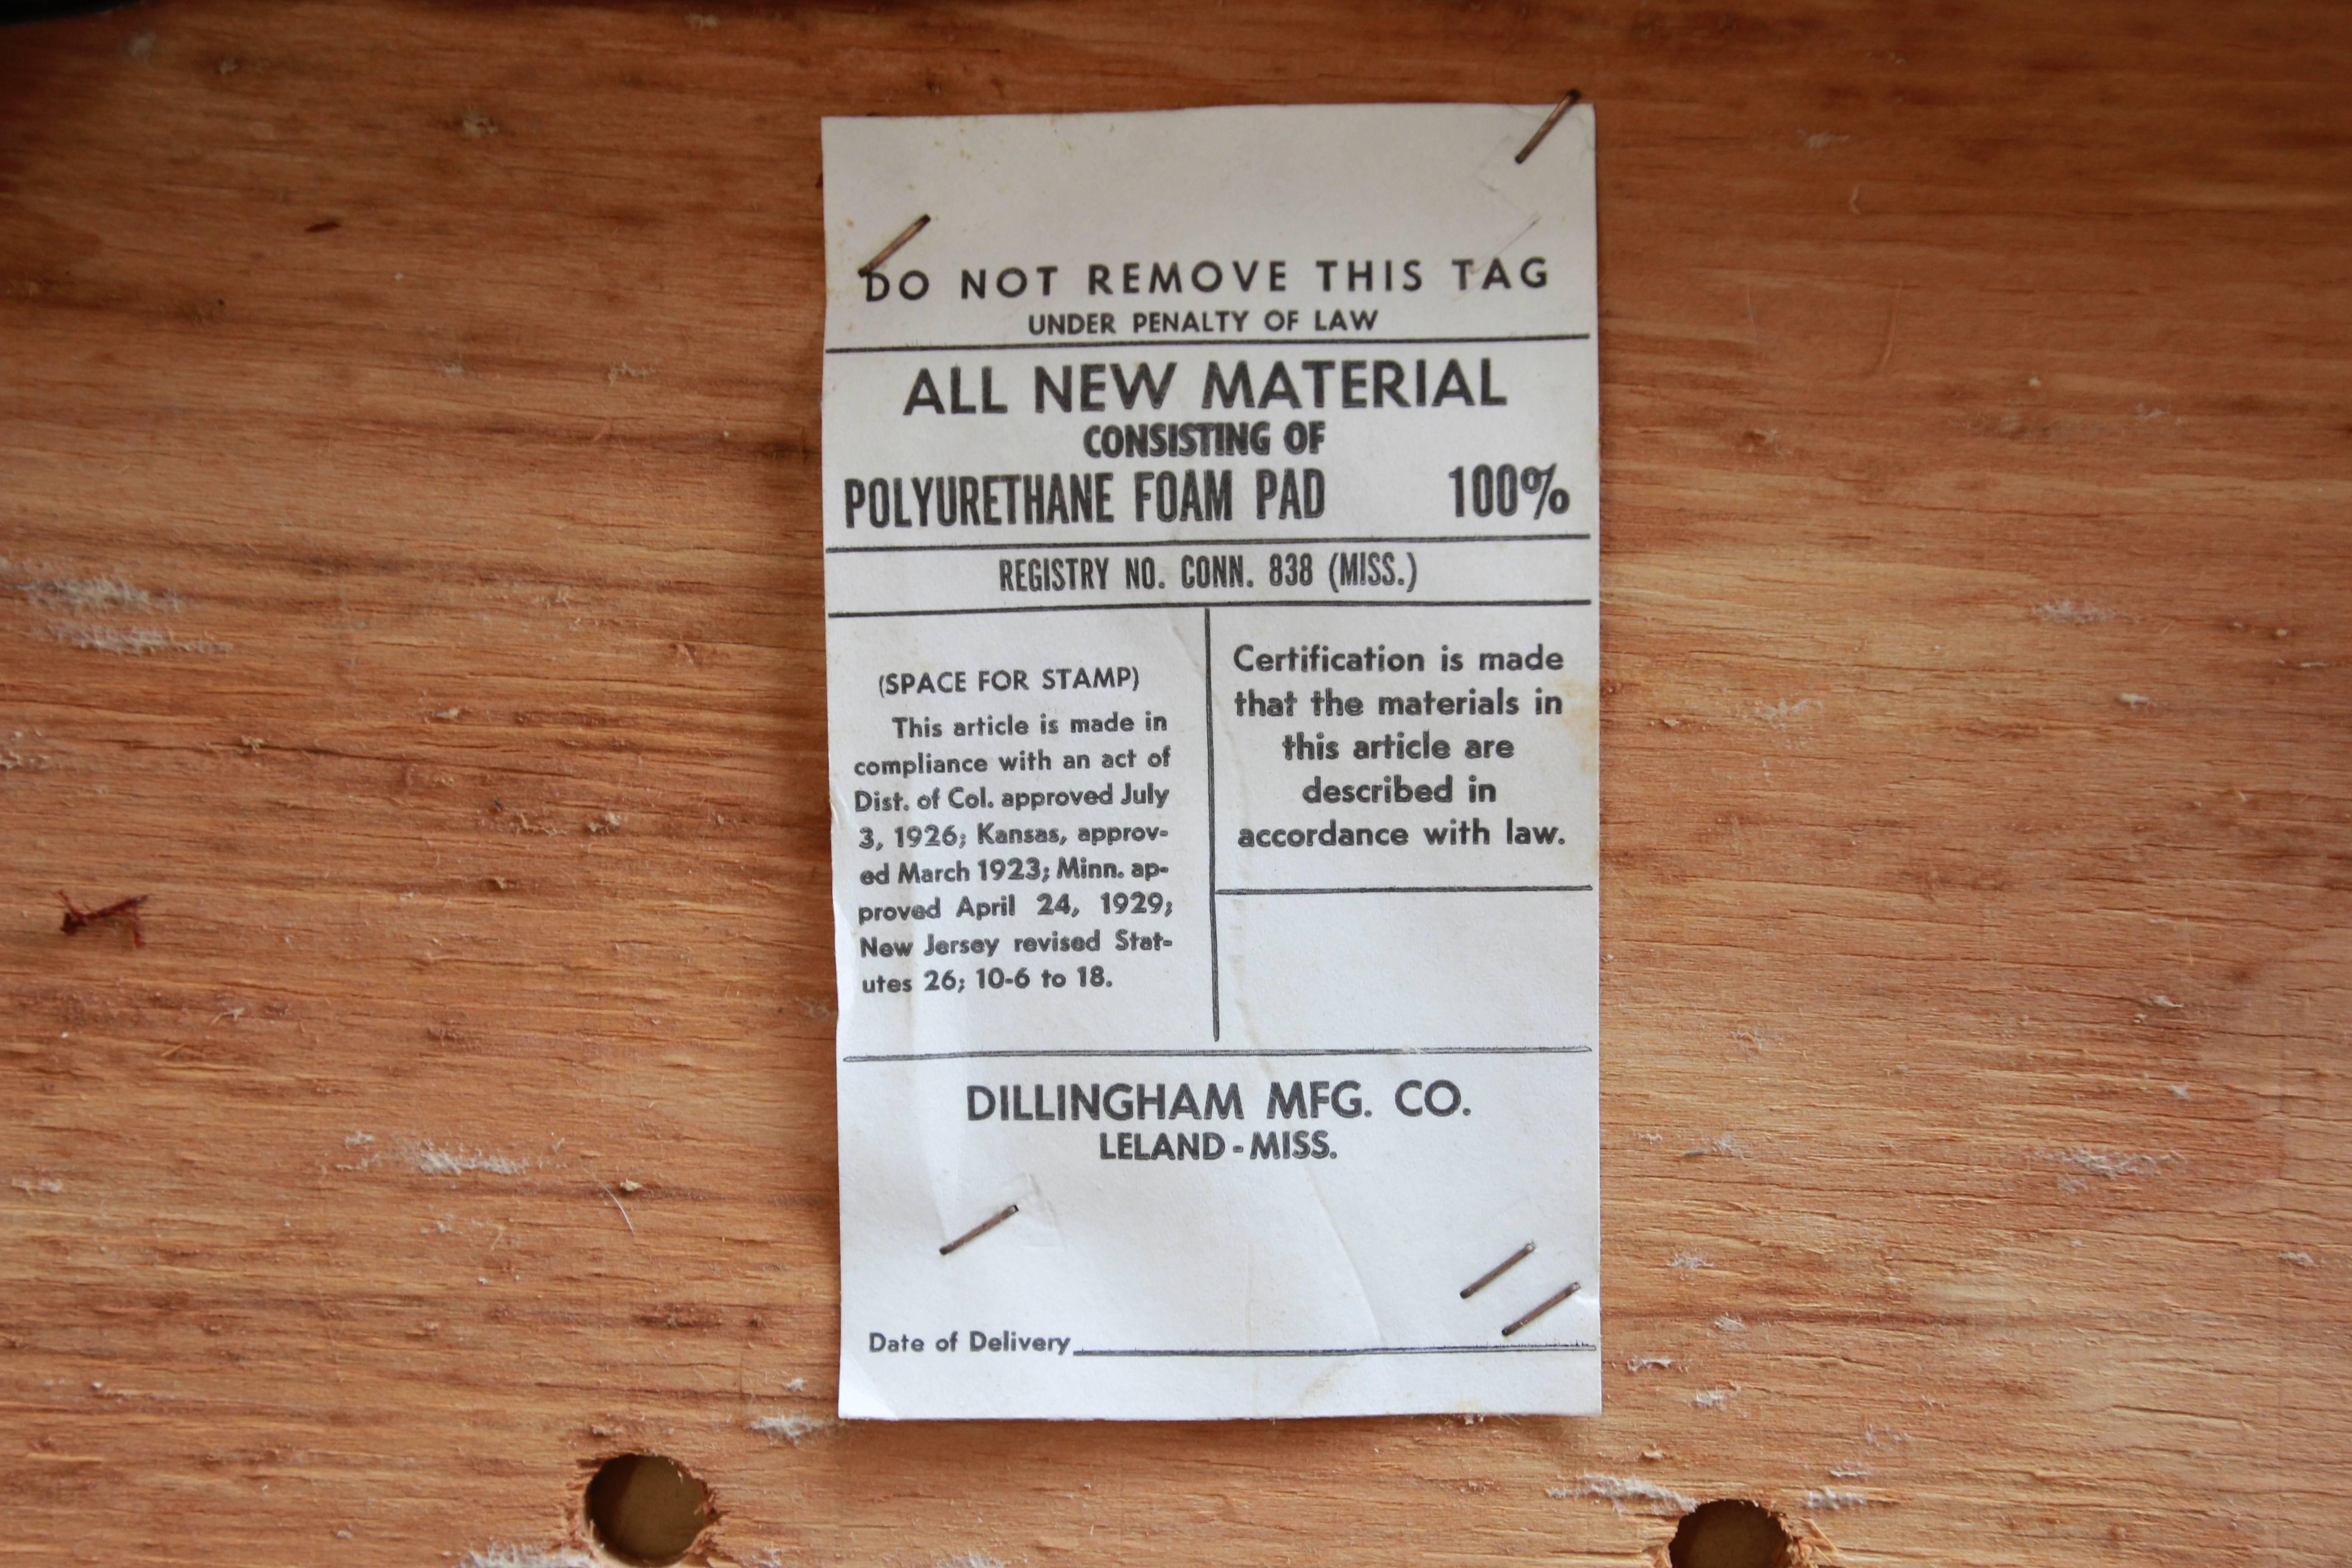 DO NOT REMOVE THIS TAG
UNDER PENALTY OF LAW
ALL NEW MATERIAL
CONSISTING OF
POLYURETHANE FOAM PAD 100%
REGISTRY NO. CONN. 838 (MISS.)
(SPACE FOR STAMP)
This article is made in
compliance with an act of
Dist. of Col. approved July
3, 1926; Kansas, approv-
ed March 1923; Minn. ap-
proved April 24, 1929;
New Jersey revised Stat-
utes 26; 10-6 to 18.
Certification is made
that the materials in
this article are
described in
accordance with law.
DILLINGHAM MFG. CO.
LELAND - MISS.
Date of Delivery